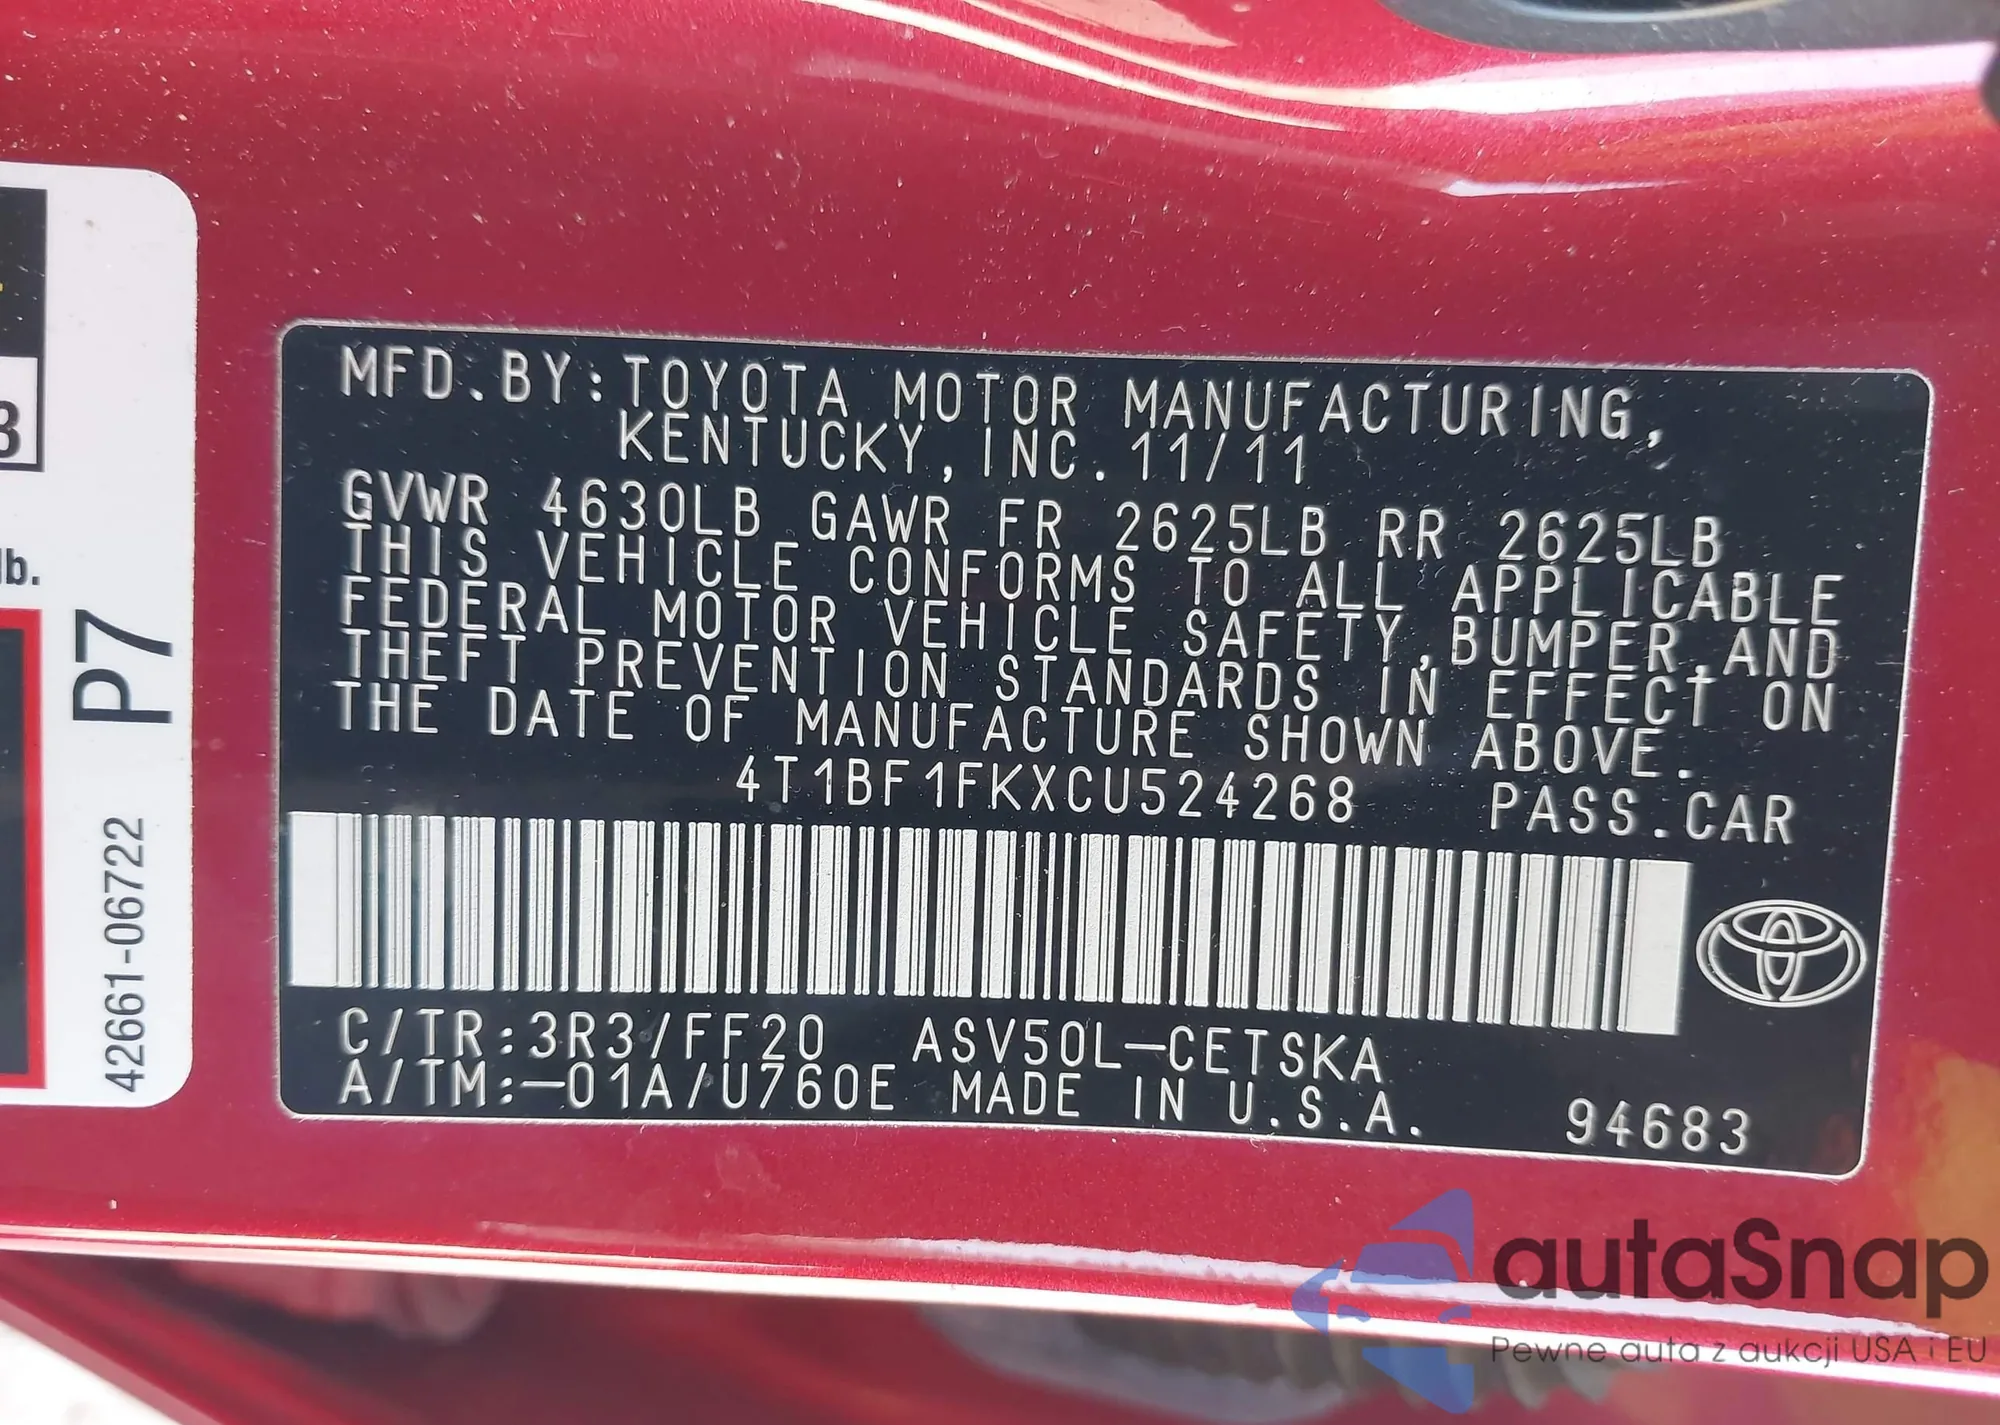 3
lb.
P7
42661-06722
MFD.BY:TOYOTA MOTOR MANUFACTURING,
KENTUCKY,INC.11/11
GVWR 4630LB GAWR FR 2625LB RR 2625LB
THIS VEHICLE CONFORMS TO ALL APPLICABLE
FEDERAL MOTOR VEHICLE SAFETY,BUMPER,AND
THEFT PREVENTION STANDARDS IN EFFECT ON
THE DATE OF MANUFACTURE SHOWN ABOVE.
4T1BF1FKXCU524268 PASS.CAR
C/TR:3R3/FF20 ASV50L-CETSKA
A/TM:-01A/U760E MADE IN U.S.A. 94683
autaSnap
Pewne auta z aukcji USA i EU